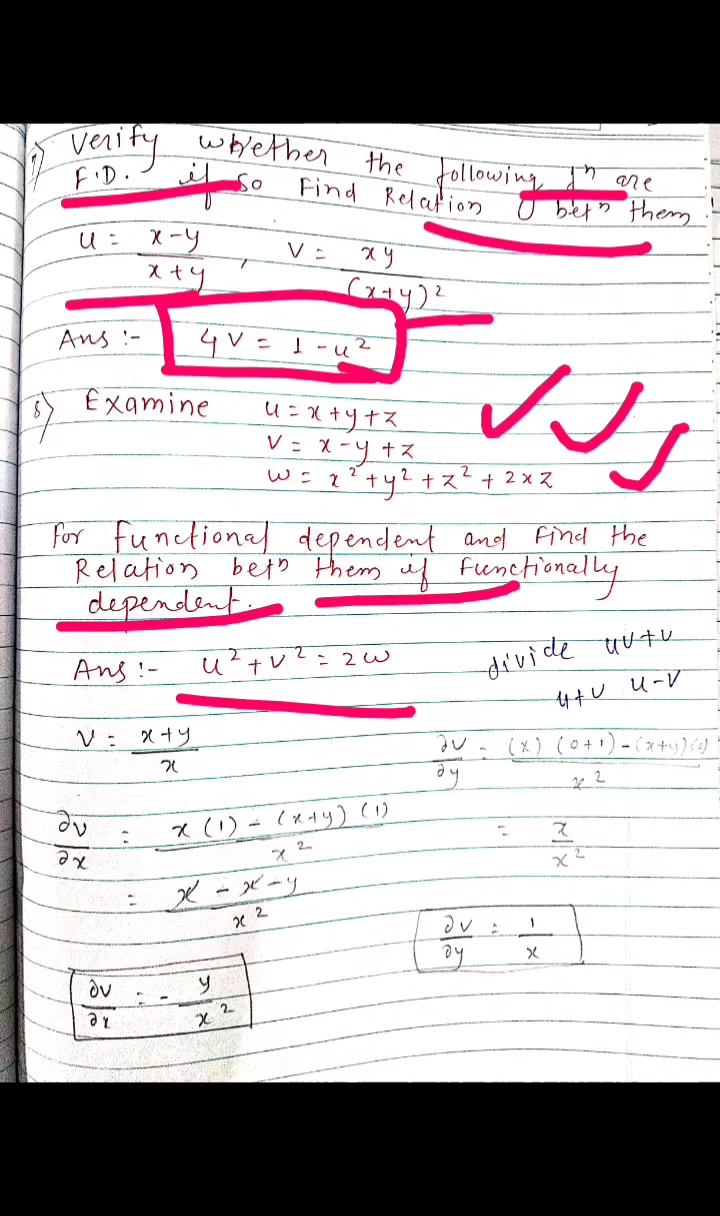 7) Verify whether the following fn are
F.D. if so Find Relation betn them
u = x-y / x+y , v = xy / (x+y)2
Ans :- 4v = 1-u2
8) Examine u = x+y+z
v = x-y+z
w = x2+y2+z2+2xz
for functional dependent and find the
Relation betn them if Functionally
dependent.
Ans :- u2+v2 = 2w
divide uv+v
u+v u-v
v = x+y / x
∂v/∂y = (x)(0+1)-(x+y)(0) / x2
∂v/∂x = x(1)-(x+y)(1) / x2
= x / x2
= x-x-y / x2
∂v/∂y = 1/x
∂v/∂x = - y/x2